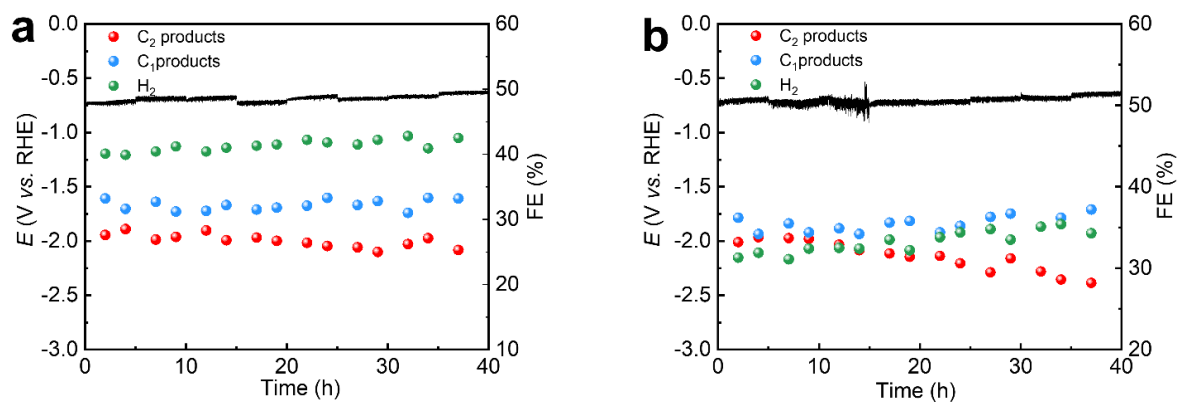 a
C₂ products
C₁products
H₂
0.0
-0.5
-1.0
-1.5
-2.0
-2.5
-3.0
E (V vs. RHE)
60
50
40
30
20
10
FE (%)
0
10
20
30
40
Time (h)
b
C₂ products
C₁products
H₂
0.0
-0.5
-1.0
-1.5
-2.0
-2.5
-3.0
E (V vs. RHE)
60
50
40
30
20
FE (%)
0
10
20
30
40
Time (h)